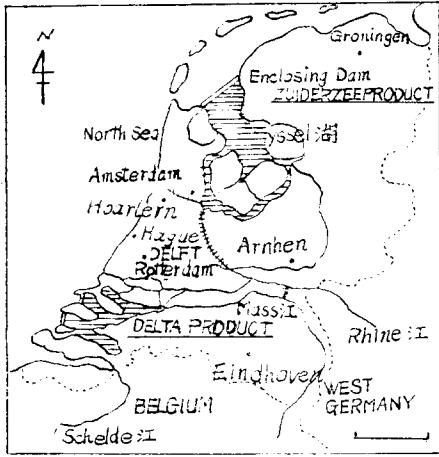 N
Groningen
Enclosing Dam
ZUIDERZEEPRODUCT
North Sea
yssel湖
Amsterdam
Haarlern
Hague
DELFT
Arnhen
Rotterdam
Mass江
DELTA PRODUCT
Rhine江
Eindhoven
WEST
GERMANY
BELGIUM
Schelde江